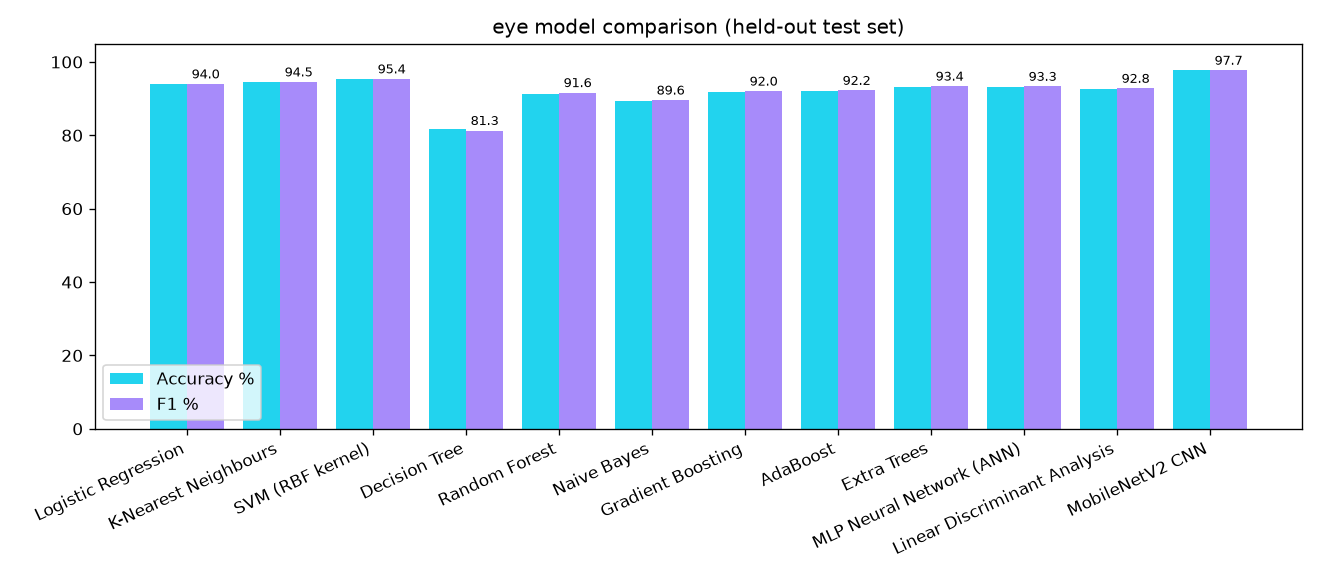 eye model comparison (held-out test set)
100
80
60
40
20
0
94.0
94.5
95.4
81.3
91.6
89.6
92.0
92.2
93.4
93.3
92.8
97.7
Accuracy %
F1 %
Logistic Regression
K-Nearest Neighbours
SVM (RBF kernel)
Decision Tree
Random Forest
Naive Bayes
Gradient Boosting
AdaBoost
Extra Trees
MLP Neural Network (ANN)
Linear Discriminant Analysis
MobileNetV2 CNN